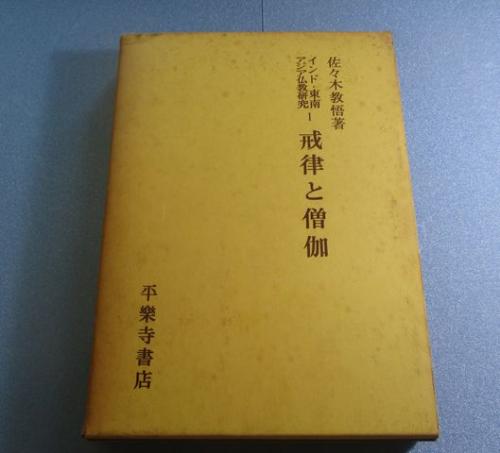 佐々木教悟著
インド・東南
アジア仏教研究
I
戒律と僧伽
平樂寺書店